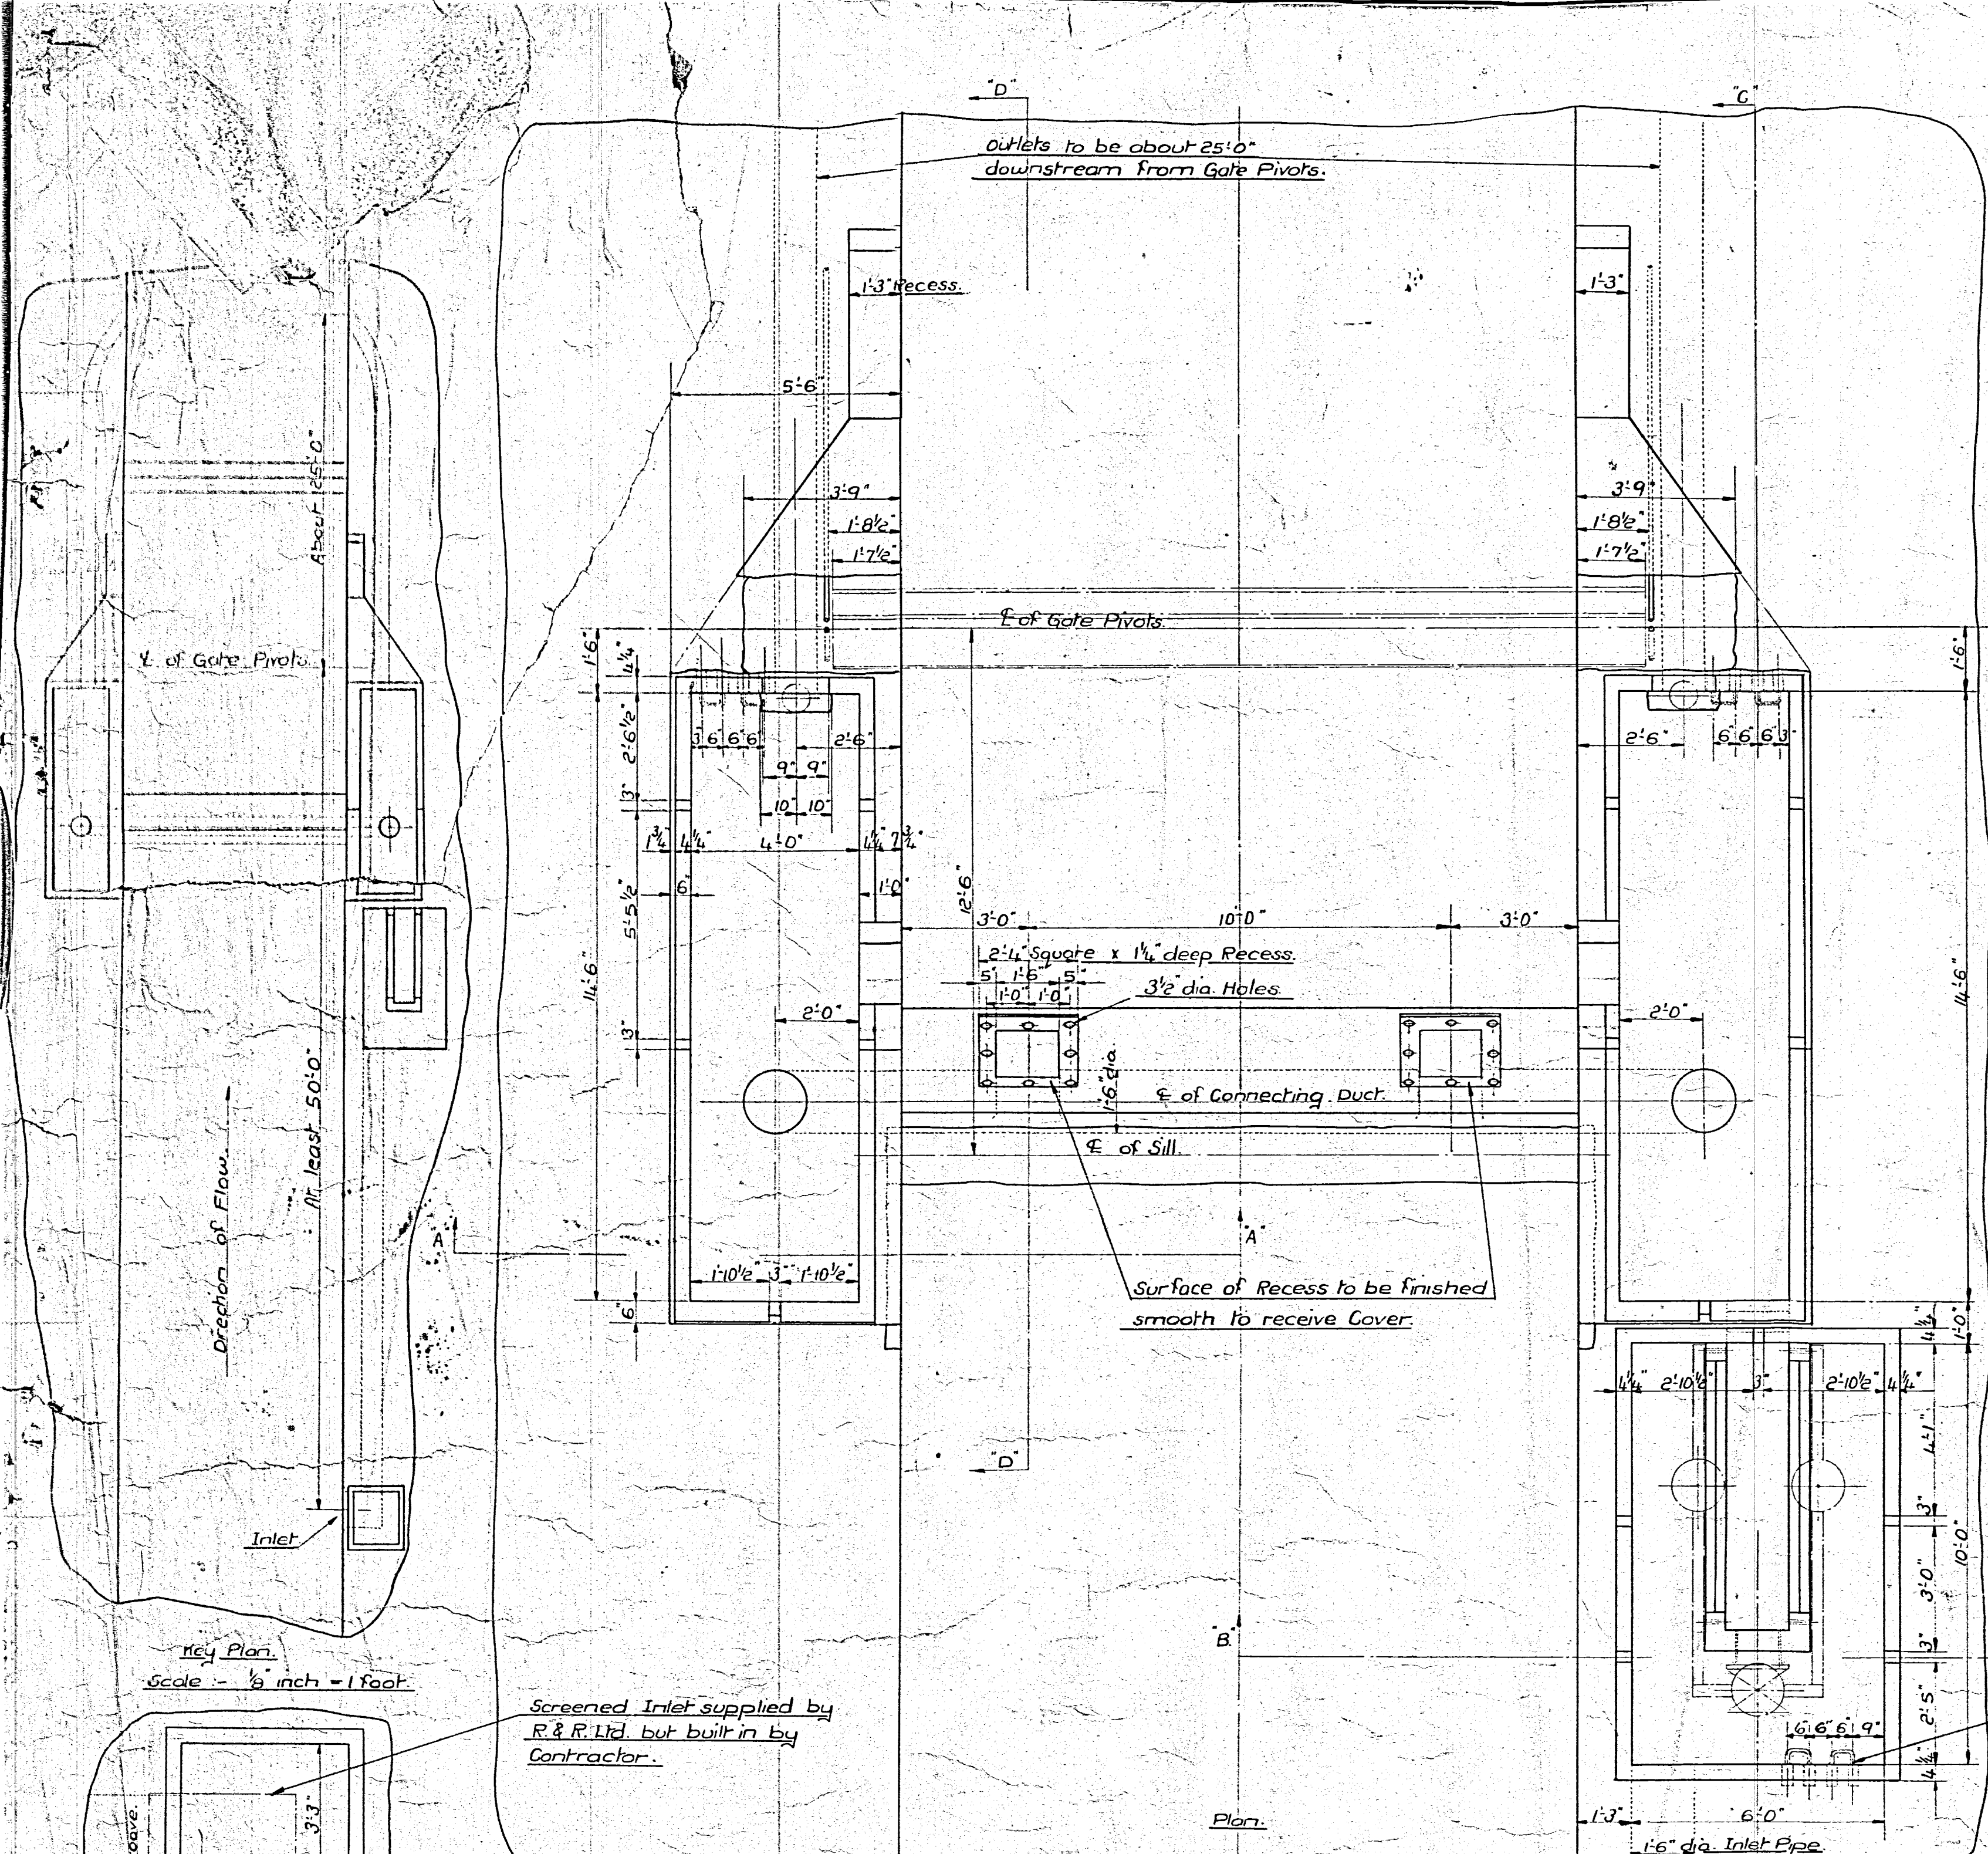 "D"
"C"
outlets to be about 25'-0"
downstream from Gate Pivots.
1'-3" Recess.
1'-3"
5'-6"
About 25'-0"
3'-9"
3'-9"
1'-8½"
1'-8½"
1'-7½"
1'-7½"
℄ of Gate Pivots.
℄ of Gate Pivots.
1'-6"
4¼"
1'-6"
2'-6½"
3" 6" 6" 6"
2'-6"
2'-6"
6" 6" 6" 3"
9" 9"
3"
10" 10"
1¾" 4¼" 4'-0" 4¼" 7¾"
6"
1'-0"
5'-5½"
12'-6"
3'-0" 10'-0" 3'-0"
2'-4" Square x 1¼" deep Recess.
5" 1'-6" 5"
1'-0" 1'-0"
3½" dia. Holes.
14'-6"
14'-6"
2'-0"
2'-0"
3"
1'-6" dia.
℄ of Connecting Duct.
℄ of Sill.
At least 50'-0"
Direction of Flow.
"A"
"A"
1'-10½" 3" 1'-10½"
6"
Surface of Recess to be finished
smooth to receive Cover.
4¼"
1'-0"
4¼" 2'-10½" 3" 2'-10½" 4¼"
4'-1"
"D"
3"
10'-0"
Inlet
3'-0"
"B"
3"
Key Plan.
Scale :- ⅛" inch = 1 foot.
2'-5"
Screened Inlet supplied by
R. & R. Ltd. but built in by
Contractor.
6" 6" 6" 9"
4¼"
3'-3"
Plan.
1'-3" 6'-0"
1'-6" dia. Inlet Pipe.